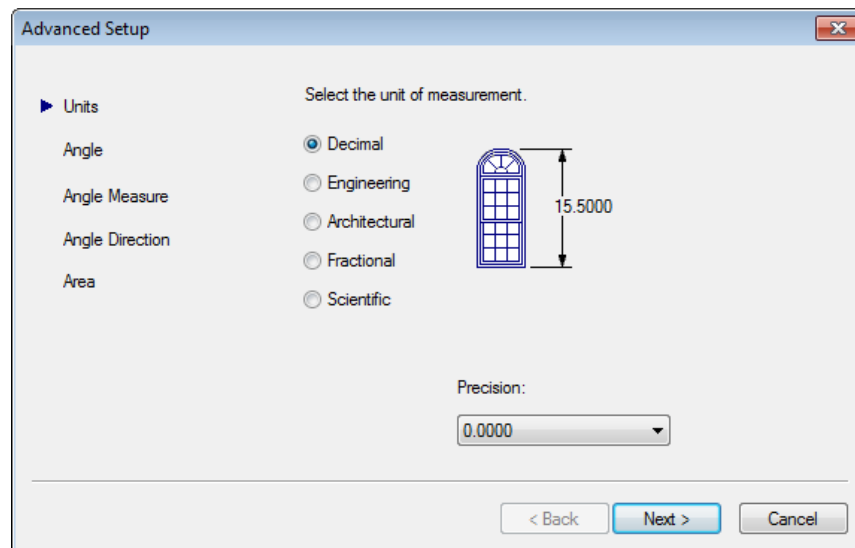 Advanced Setup
Units
Angle
Angle Measure
Angle Direction
Area
Select the unit of measurement.
Decimal
Engineering
Architectural
Fractional
Scientific
15.5000
Precision:
0.0000
< Back
Next >
Cancel